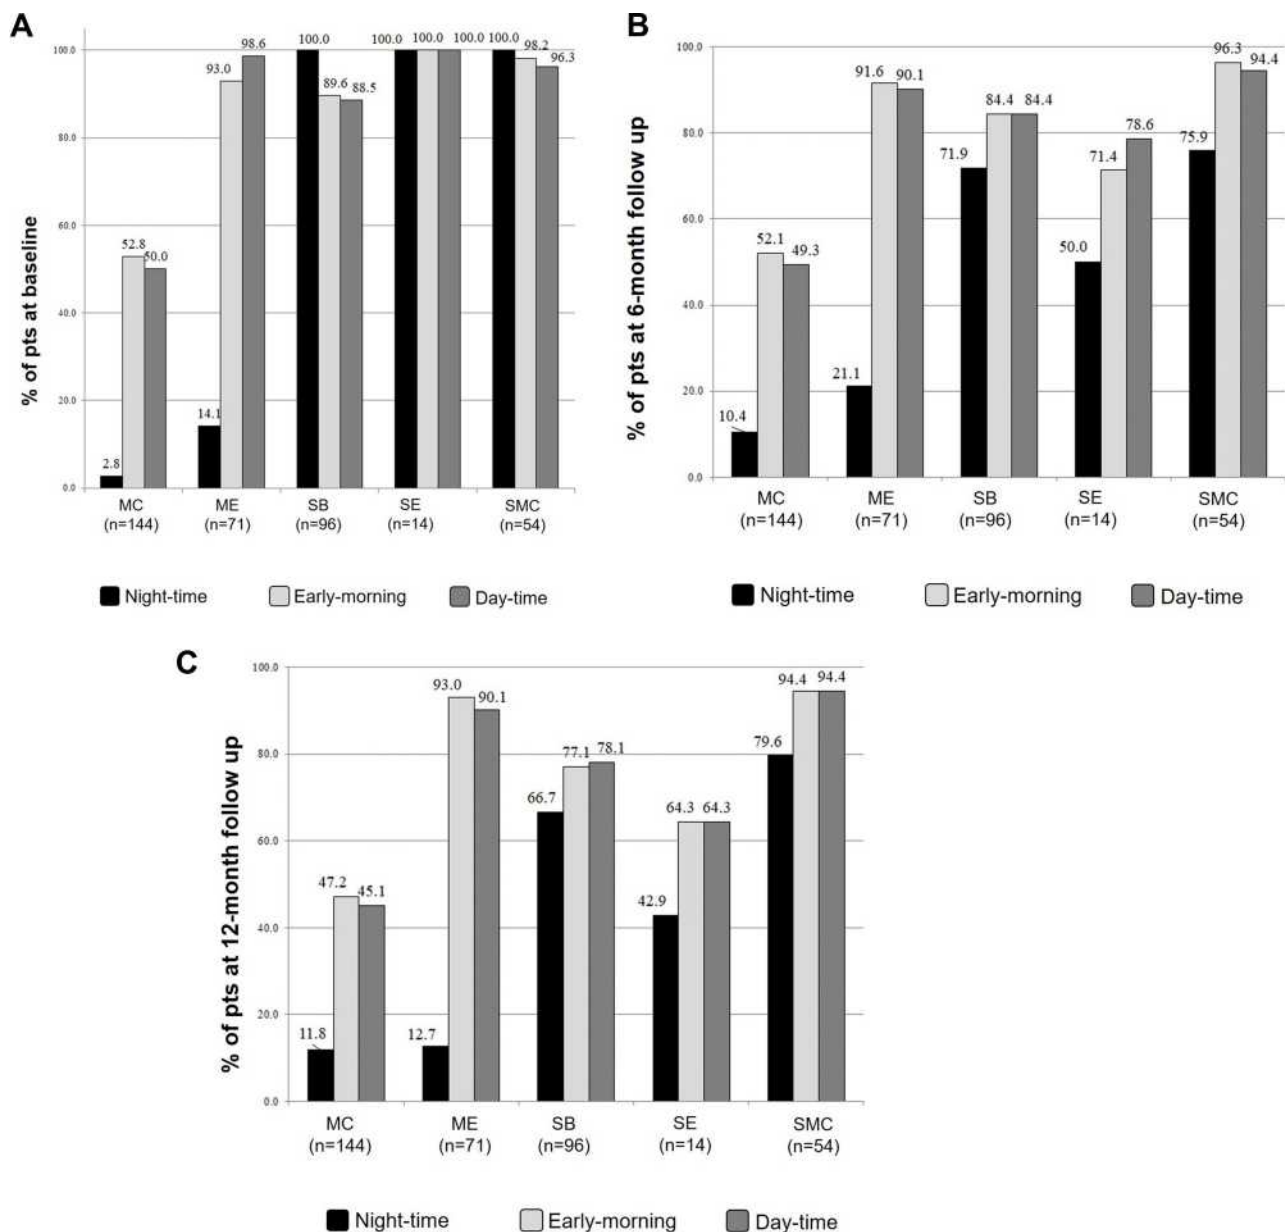 A
% of pts at baseline
100.0
80.0
60.0
40.0
20.0
0.0
2.8 52.8 50.0
14.1 93.0 98.6
100.0 89.6 88.5
100.0 100.0 100.0
100.0 98.2 96.3
MC ME SB SE SMC
(n=144) (n=71) (n=96) (n=14) (n=54)
Night-time Early-morning Day-time
B
% of pts at 6-month follow up
100.0
80.0
60.0
40.0
20.0
0.0
10.4 52.1 49.3
21.1 91.6 90.1
71.9 84.4 84.4
50.0 71.4 78.6
75.9 96.3 94.4
MC ME SB SE SMC
(n=144) (n=71) (n=96) (n=14) (n=54)
Night-time Early-morning Day-time
C
% of pts at 12-month follow up
100.0
80.0
60.0
40.0
20.0
0.0
11.8 47.2 45.1
12.7 93.0 90.1
66.7 77.1 78.1
42.9 64.3 64.3
79.6 94.4 94.4
MC ME SB SE SMC
(n=144) (n=71) (n=96) (n=14) (n=54)
Night-time Early-morning Day-time